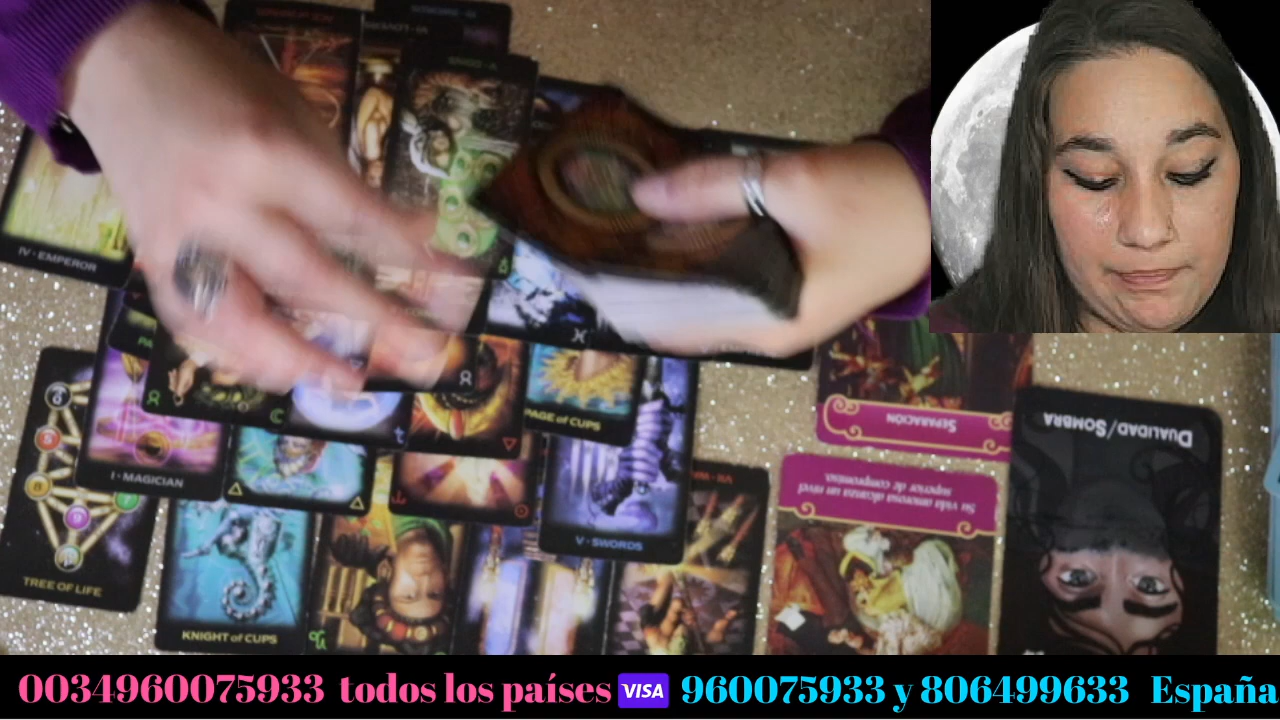 IV · EMPEROR
PAGE of CUPS
I · MAGICIAN
V · SWORDS
TREE OF LIFE
KNIGHT of CUPS
Separación
Su vida amorosa alcanza un nivel
superior de compromiso
Dualidad/Sombra
0034960075933 todos los países VISA 960075933 y 806499633 España